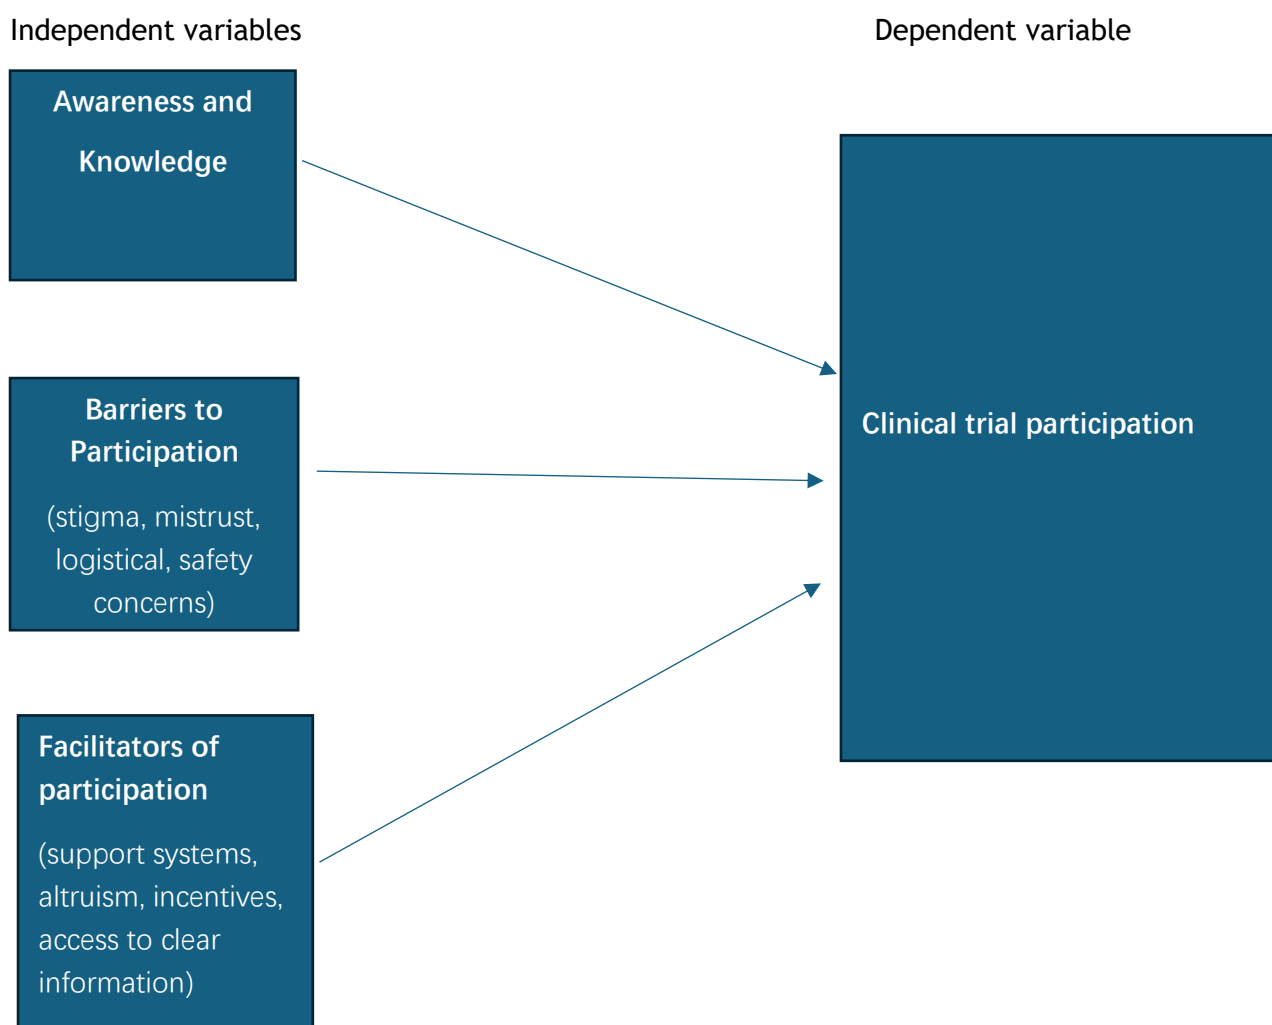 Independent variables
Dependent variable
Awareness and
Knowledge
Barriers to
Participation
(stigma, mistrust,
logistical, safety
concerns)
Clinical trial participation
Facilitators of
participation
(support systems,
altruism, incentives,
access to clear
information)